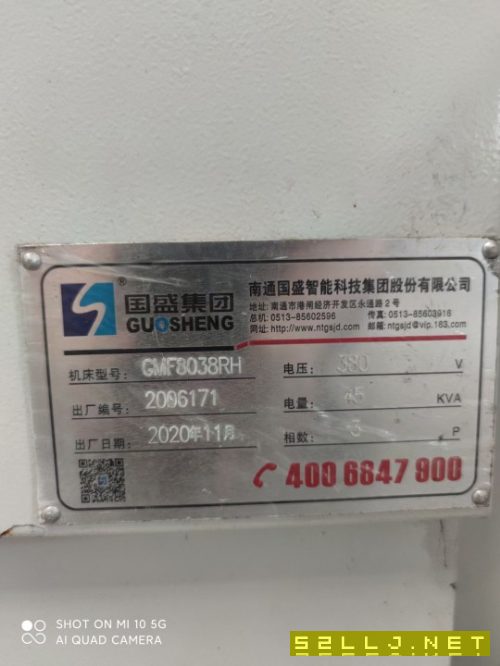 国盛集团®
GUOSHENG
南通国盛智能科技集团股份有限公司
地址: 南通市港闸经济开发区永通路2号
总机: 0513-85602596 传真: 0513-85603916
网址: http://www.ntgsjd.com 邮箱: ntgsjd@vip.163.com
机床型号: GMF8038RH 电压: 380 V
出厂编号: 2006171 电量: 45 KVA
出厂日期: 2020年11月 相数: 3 P
400 6847 900
SHOT ON MI 10 5G
AI QUAD CAMERA
52LLJ.NET